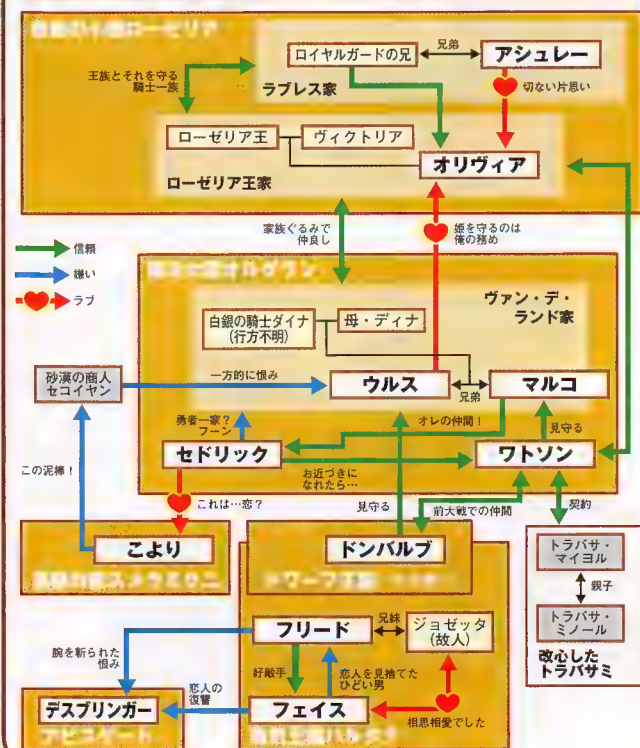 ロイヤルガードの兄
兄弟
アシュレー
王族とそれを守る
騎士一族
ラブレス家
切ない片思い
ローゼリア王
ヴィクトリア
オリヴィア
ローゼリア王家
家族ぐるみで
仲良し
姫を守るのは
俺の務め
信頼
嫌い
ラブ
ヴァン・デ・
ランド家
白銀の騎士ダイナ
(行方不明)
母・ディナ
砂漠の商人
セコイヤン
一方的に恨み
ウルス
兄弟
マルコ
勇者一家?
フーン
オレの仲間!
見守る
セドリック
ワトソン
この泥棒!
お近づきに
なれたら…
これは…恋?
見守る
前大戦での仲間
契約
こより
ドンバルブ
トラバサ・
マイヨル
親子
トラバサ・
ミノール
改心した
トラバサミ
フリード
兄妹
ジョゼッタ
(故人)
腕を斬られた
恨み
好敵手
恋人を見捨てた
ひどい男
恋人の
復讐
デスブリンガー
フェイス
相思相愛でした